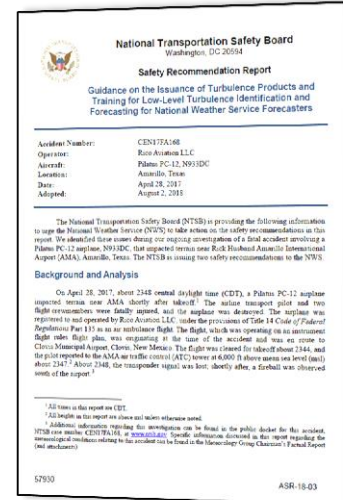 National Transportation Safety Board
Washington, DC 20594
Safety Recommendation Report
Guidance on the Issuance of Turbulence Products and
Training for Low-Level Turbulence Identification and
Forecasting for National Weather Service Forecasters
Accident Number: CEN17FA168
Operator: Rico Aviation LLC
Aircraft: Pilatus PC-12, N933DC
Location: Amarillo, Texas
Date: April 28, 2017
Adopted: August 2, 2018
The National Transportation Safety Board (NTSB) is providing the following information
to urge the National Weather Service (NWS) to take action on the safety recommendations in this
report. We identified these issues during our ongoing investigation of a fatal accident involving a
Pilatus PC-12 airplane, N933DC, that impacted terrain near Rick Husband Amarillo International
Airport (AMA), Amarillo, Texas. The NTSB is issuing two safety recommendations to the NWS.
Background and Analysis
On April 28, 2017, about 2348 central daylight time (CDT), a Pilatus PC-12 airplane
impacted terrain near AMA shortly after takeoff.1 The airline transport pilot and two
flight crewmembers were fatally injured, and the airplane was destroyed. The airplane was
registered to and operated by Rico Aviation LLC, under the provisions of Title 14 Code of Federal
Regulations Part 135 as an air ambulance flight. The flight, which was operating on an instrument
flight rules flight plan, was originating at the time of the accident and was en route to
Clovis Municipal Airport, Clovis, New Mexico. The flight was cleared for takeoff about 2344, and
the pilot reported to the AMA air traffic control (ATC) tower at 6,000 ft above mean sea level (msl)
about 2347.2 About 2348, the transponder signal was lost; shortly after, a fireball was observed
south of the airport.3
1 All times in this report are CDT.
2 All heights in this report are above msl unless otherwise noted.
3 Additional information regarding this investigation can be found in the public docket for this accident,
NTSB case number CEN17FA168, at www.ntsb.gov. Specific information discussed in this report regarding the
meteorological conditions relating to this accident can be found in the Meteorology Group Chairman's Factual Report
(and attachments).
57930
ASR-18-03